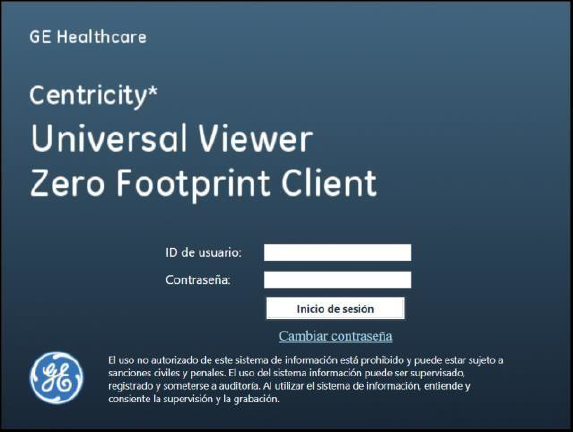 GE Healthcare
Centricity*
Universal Viewer
Zero Footprint Client
ID de usuario:
Contraseña:
Inicio de sesión
Cambiar contraseña
El uso no autorizado de este sistema de información está prohibido y puede estar sujeto a
sanciones civiles y penales. El uso del sistema información puede ser supervisado,
registrado y someterse a auditoría. Al utilizar el sistema de información, entiende y
consiente la supervisión y la grabación.
GE